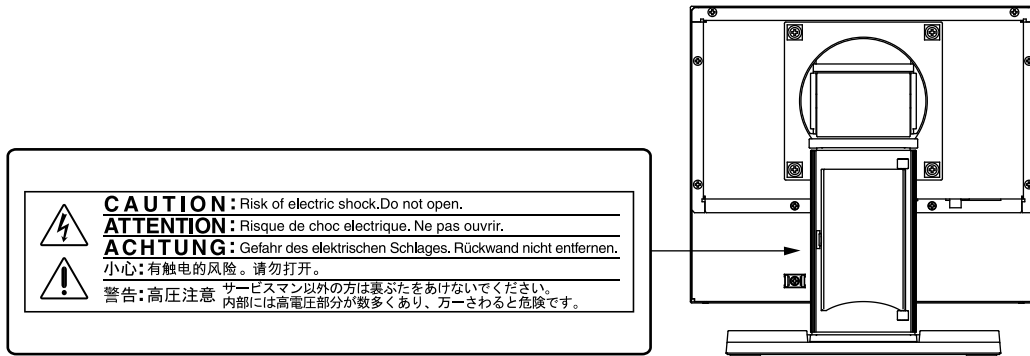 CAUTION: Risk of electric shock.Do not open.
ATTENTION: Risque de choc electrique. Ne pas ouvrir.
ACHTUNG: Gefahr des elektrischen Schlages. Rückwand nicht entfernen.
小心:有触电的风险。请勿打开。
警告:高圧注意 サービスマン以外の方は裏ぶたをあけないでください。
内部には高電圧部分が数多くあり、万一さわると危険です。